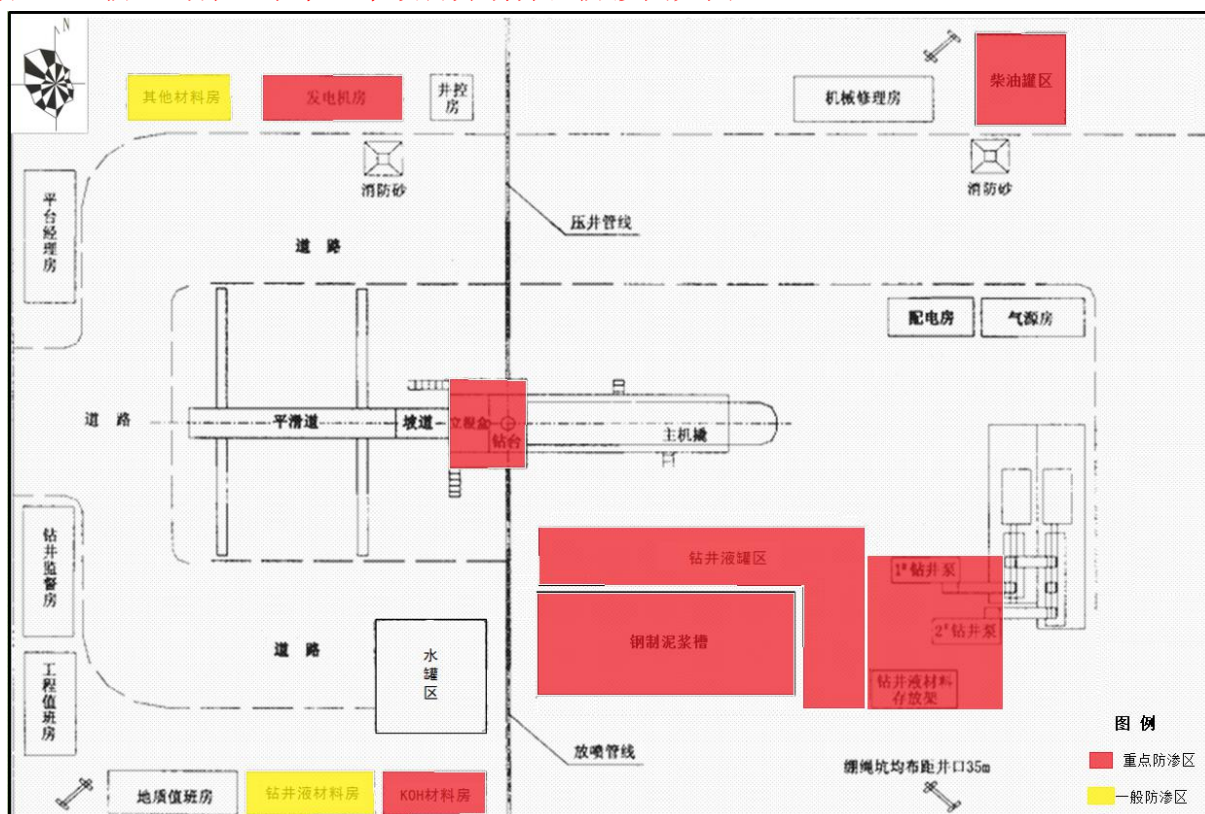 N
其他材料房
发电机房
井控
房
机械修理房
柴油罐区
消防砂
消防砂
平台经理房
压井管线
道 路
配电房
气源房
道 路
平滑道
坡道
立根盒
钻台
主机撬
钻井监督房
钻井液罐区
1#钻井泵
2#钻井泵
钢制泥浆槽
道 路
水罐区
工程值班房
钻井液材料
存放架
图 例
放喷管线
绷绳坑均布距井口35m
重点防渗区
地质值班房
钻井液材料房
KOH材料房
一般防渗区